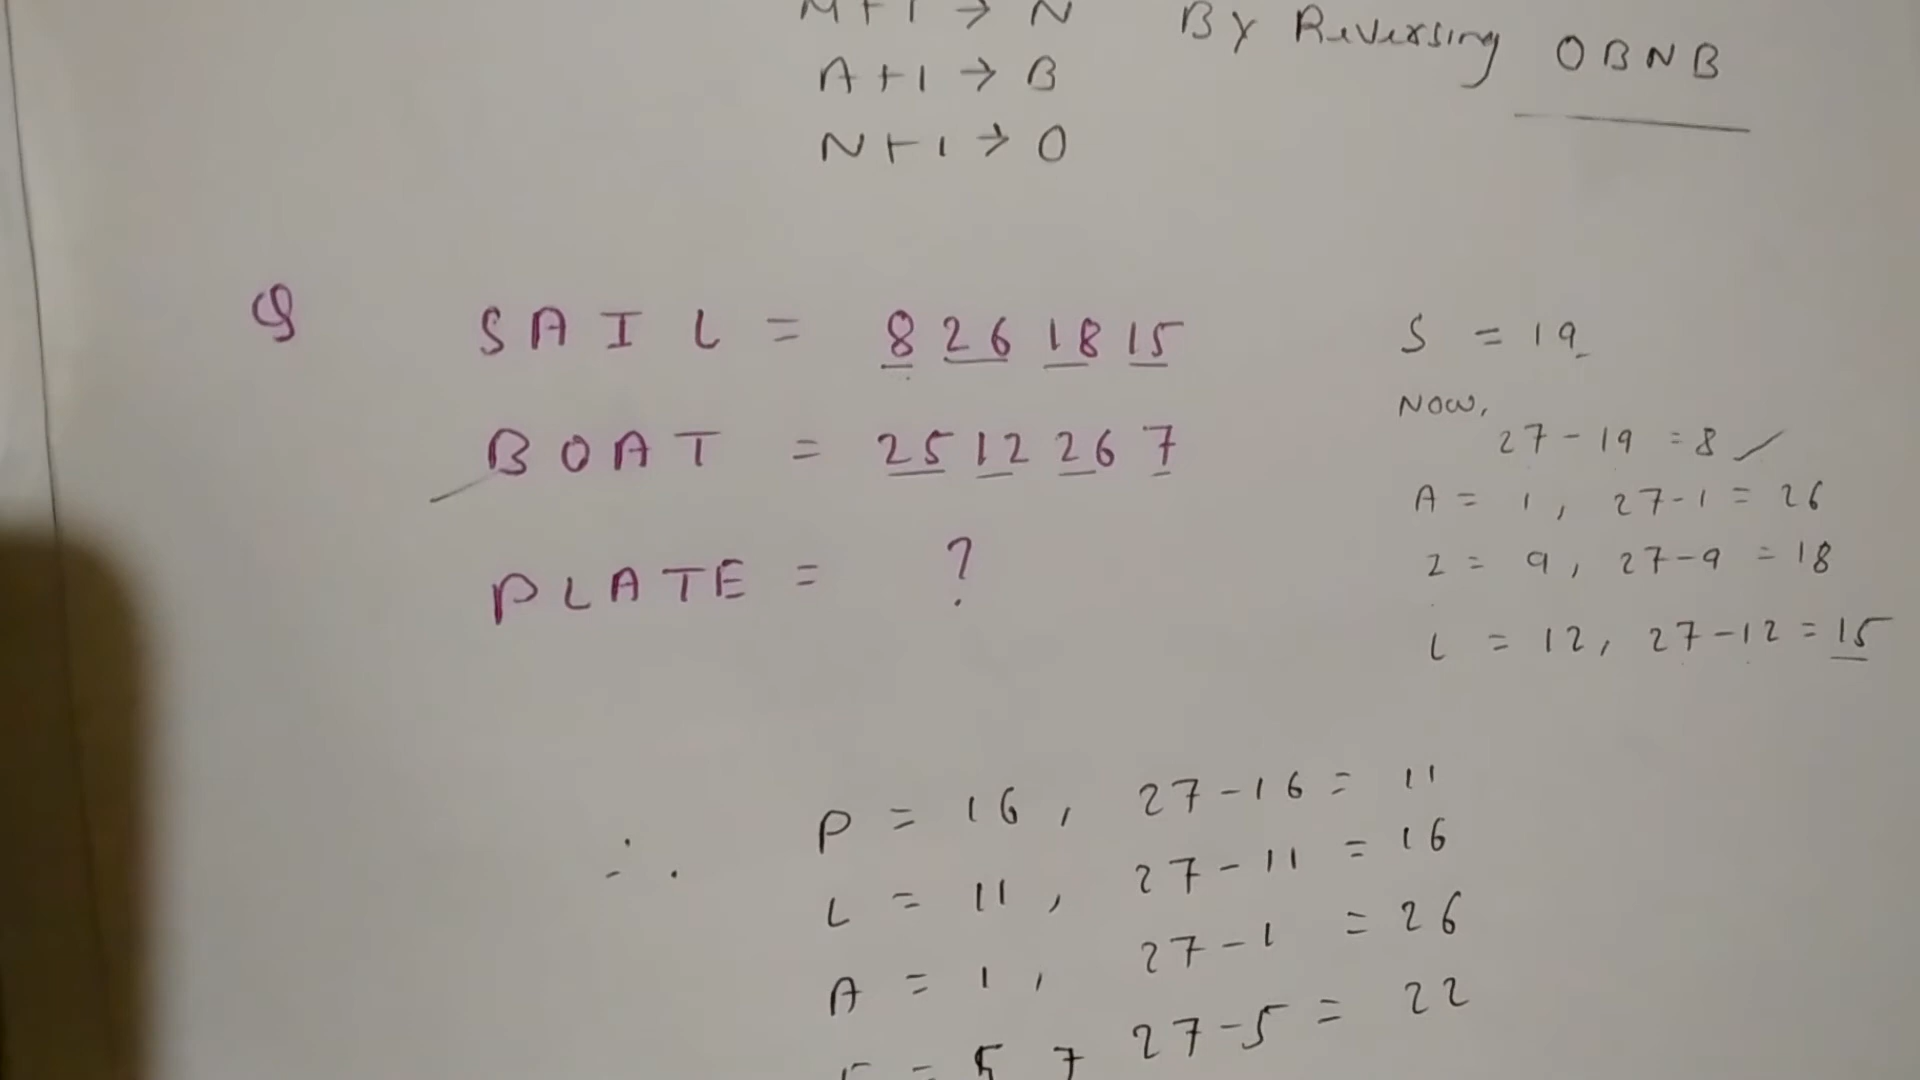 M + 1 → N
By Reversing OBNB
A + 1 → B
N + 1 → O
Q SAIL = 8 26 18 15
BOAT = 25 12 26 7
PLATE = ?
S = 19
Now,
27 - 19 = 8 ✓
A = 1, 27 - 1 = 26
I = 9, 27 - 9 = 18
L = 12, 27 - 12 = 15
∴ P = 16, 27 - 16 = 11
L = 11, 27 - 11 = 16
A = 1, 27 - 1 = 26
= 5, 27 - 5 = 22